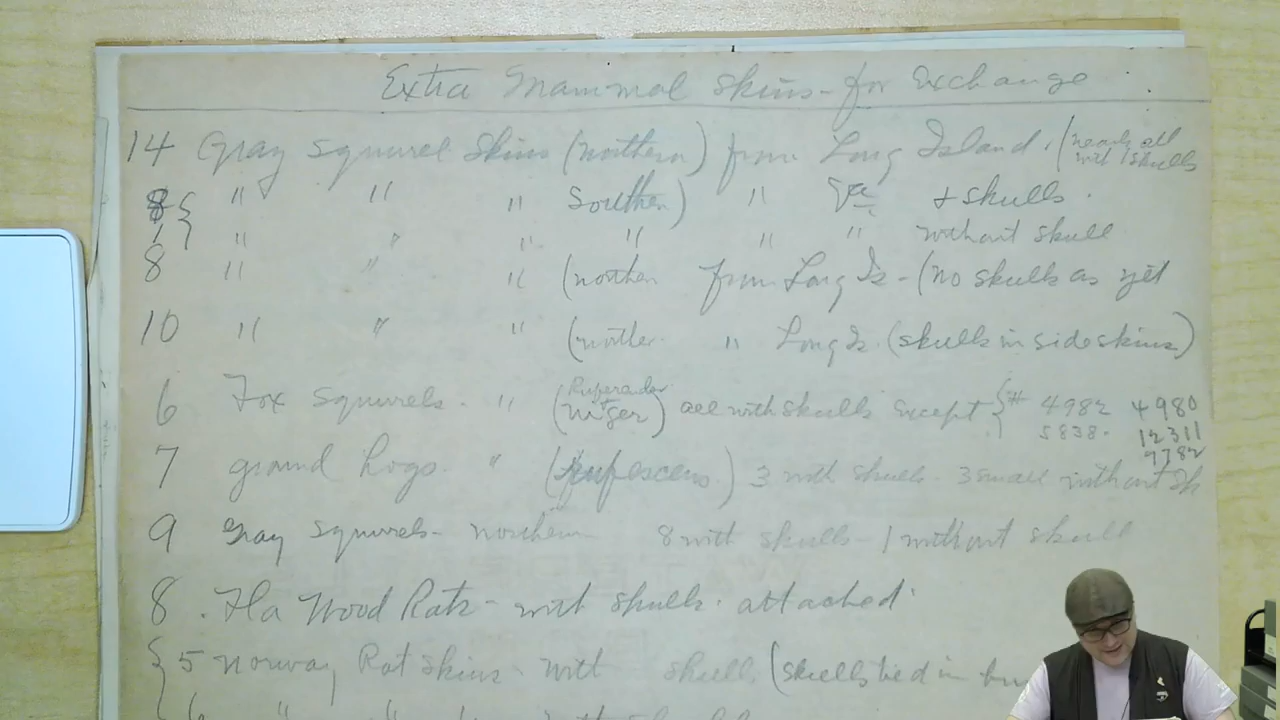 Extra Mammal Skins - for Exchange
14 Gray Squirrel Skins (northern) from Long Island. (nearly all with skulls
8 { " " " Southern) " Va. + skulls.
1 } " " " " " " without skull
8 " " " (northern from Long Is - (no skulls as yet
10 " " " (northe " Long Is. (skulls in side skins)
6 Fox Squirrels. " (niger) all with skulls except { # 4982 4980
5838. 12311
9782
7 ground hogs. " (rufescens.) 3 with skulls - 3 small without Sk
9 Gray Squirrels - northern 8 with skulls - 1 without skull
8. Fla Wood Rats - with skulls. attached.
{ 5 Norway Rat Skins - with skull (skulls tied in
6 " "